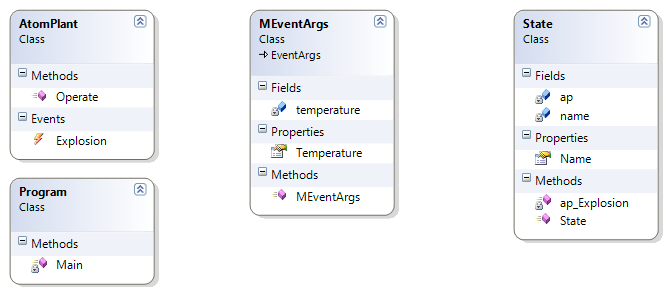 AtomPlant
Class
Methods
Operate
Events
Explosion
Program
Class
Methods
Main
MEventArgs
Class
EventArgs
Fields
temperature
Properties
Temperature
Methods
MEventArgs
State
Class
Fields
ap
name
Properties
Name
Methods
ap_Explosion
State